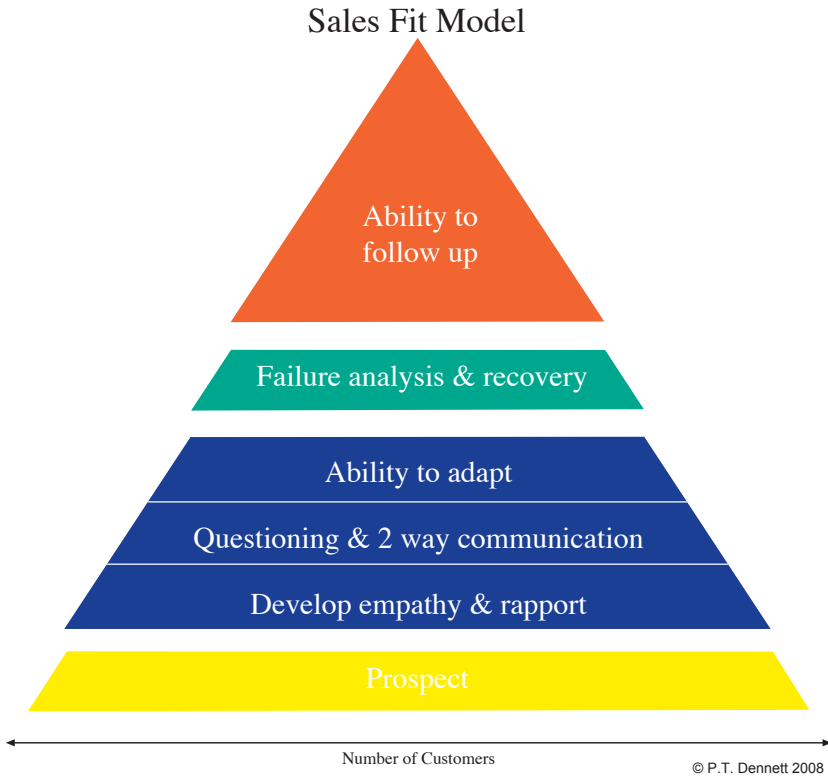 Sales Fit Model
Ability to
follow up
Failure analysis & recovery
Ability to adapt
Questioning & 2 way communication
Develop empathy & rapport
Prospect
Number of Customers
© P.T. Dennett 2008